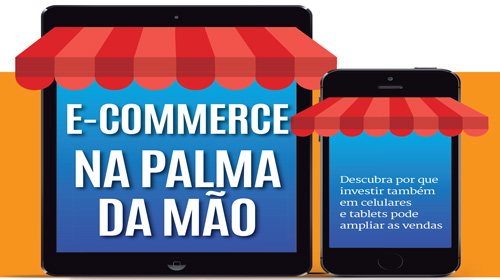 E-COMMERCE
NA PALMA
DA MÃO
Descubra por que
investir também
em celulares
e tablets pode
ampliar as vendas